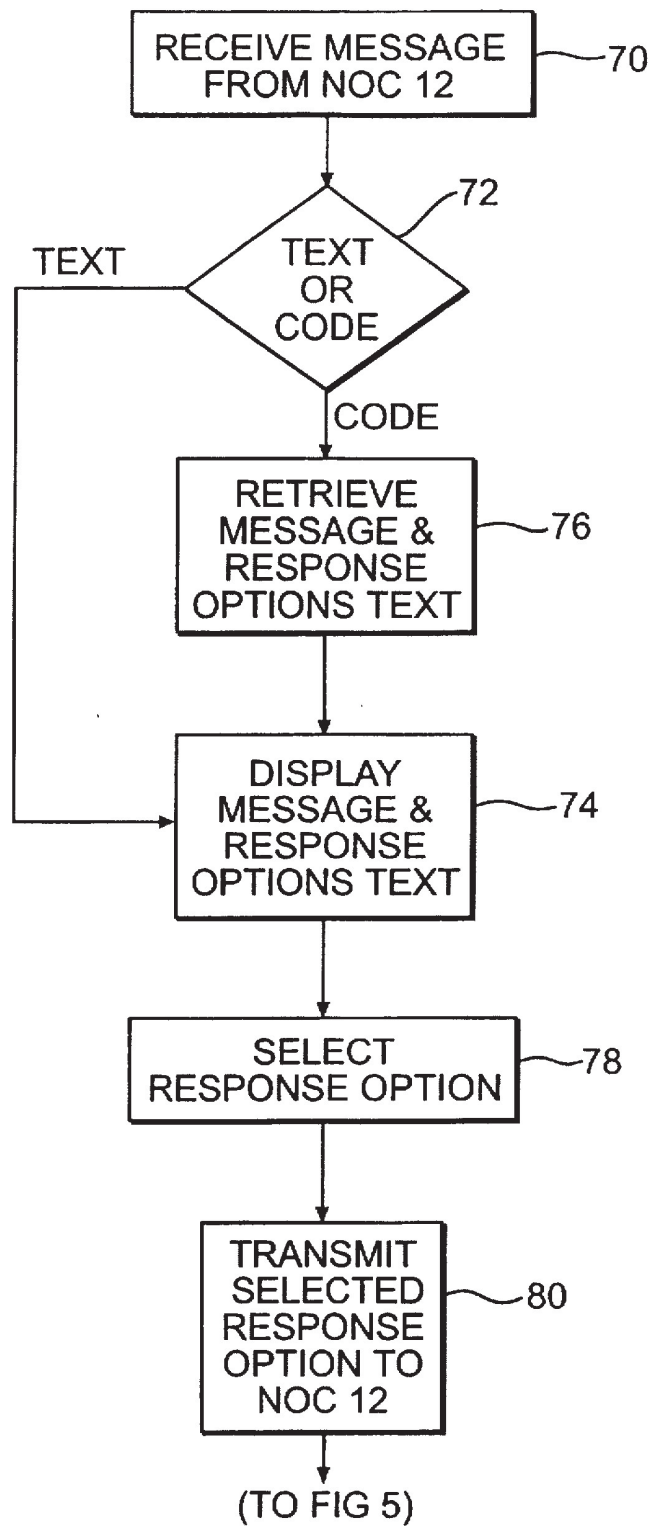 RECEIVE MESSAGE
FROM NOC 12
70
72
TEXT
TEXT
OR
CODE
CODE
RETRIEVE
MESSAGE &
RESPONSE
OPTIONS TEXT
76
DISPLAY
MESSAGE &
RESPONSE
OPTIONS TEXT
74
SELECT
RESPONSE OPTION
78
TRANSMIT
SELECTED
RESPONSE
OPTION TO
NOC 12
80
(TO FIG 5)